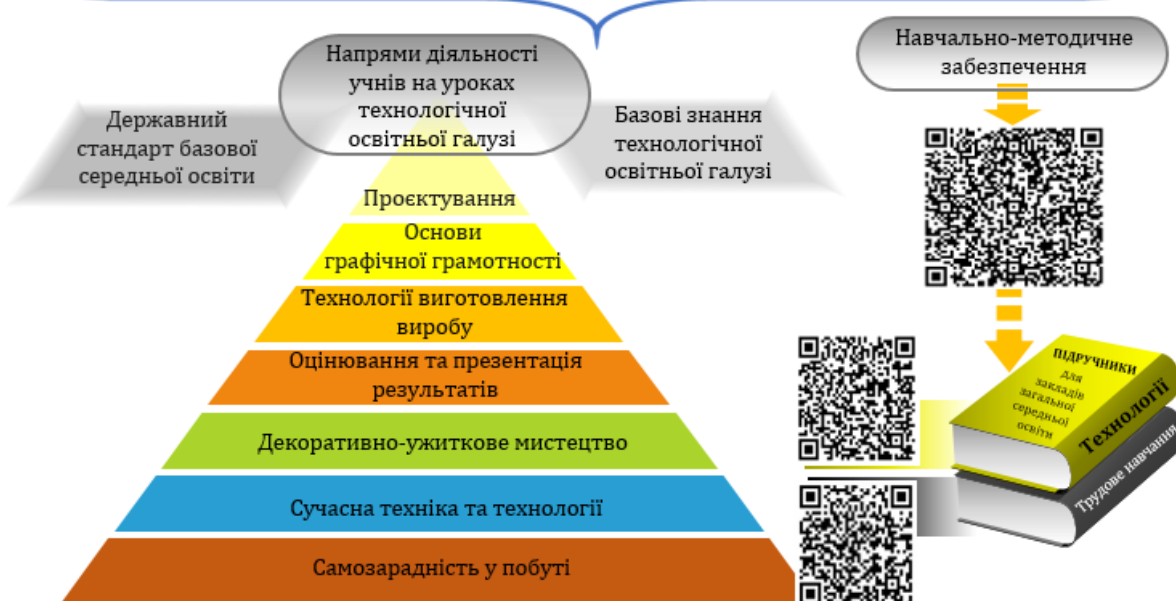 Напрями діяльності
учнів на уроках
технологічної
освітньої галузі
Державний
стандарт базової
середньої освіти
Базові знання
технологічної
освітньої галузі
Проєктування
Основи
графічної грамотності
Технології виготовлення
виробу
Оцінювання та презентація
результатів
Декоративно-ужиткове мистецтво
Сучасна техніка та технології
Самозарадність у побуті
Навчально-методичне
забезпечення
ПІДРУЧНИКИ
для
закладів
загальної
середньої
освіти
Технології
Трудове навчання